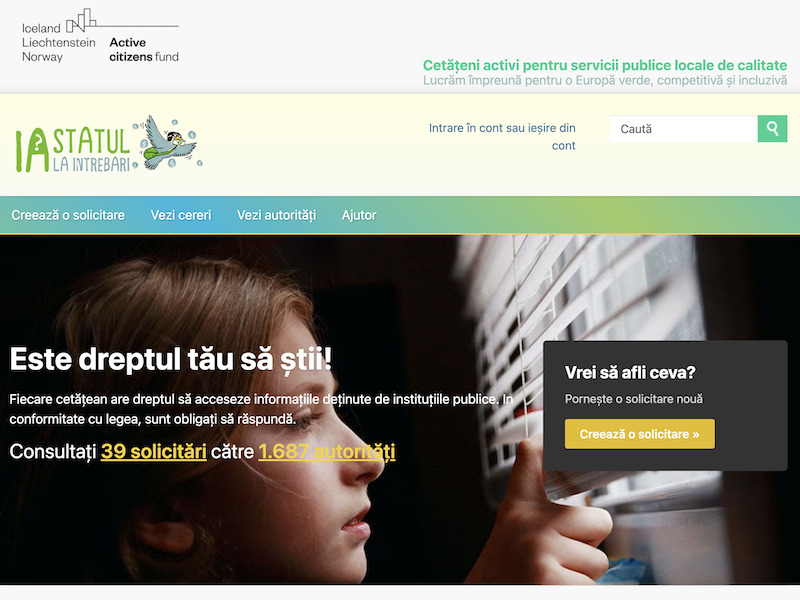 Iceland
Liechtenstein
Norway
Active
citizens fund
Cetățeni activi pentru servicii publice locale de calitate
Lucrăm împreună pentru o Europă verde, competitivă și incluzivă
IA STATUL
LA INTREBARI
Intrare în cont sau ieșire din
cont
Caută
Creează o solicitare
Vezi cereri
Vezi autorități
Ajutor
Este dreptul tău să știi!
Fiecare cetățean are dreptul să acceseze informațiile deținute de instituțiile publice. In
conformitate cu legea, sunt obligați să răspundă.
Consultați 39 solicitări către 1.687 autorități
Vrei să afli ceva?
Pornește o solicitare nouă
Creează o solicitare »